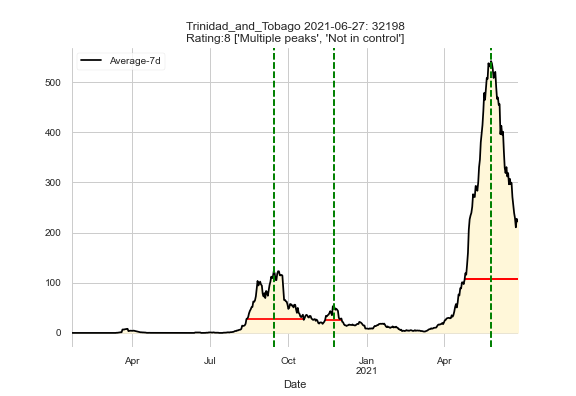 Trinidad_and_Tobago 2021-06-27: 32198
Rating:8 ['Multiple peaks', 'Not in control']
Average-7d
500
400
300
200
100
0
Apr
Jul
Oct
Jan
2021
Apr
Date